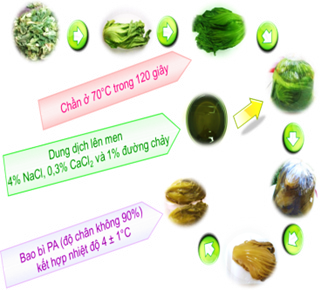 Chần ở 70°C trong 120 giây
Dung dịch lên men
4% NaCl, 0,3% CaCl₂ và 1% đường chảy
Bao bì PA (độ chân không 90%)
kết hợp nhiệt độ 4 ± 1°C